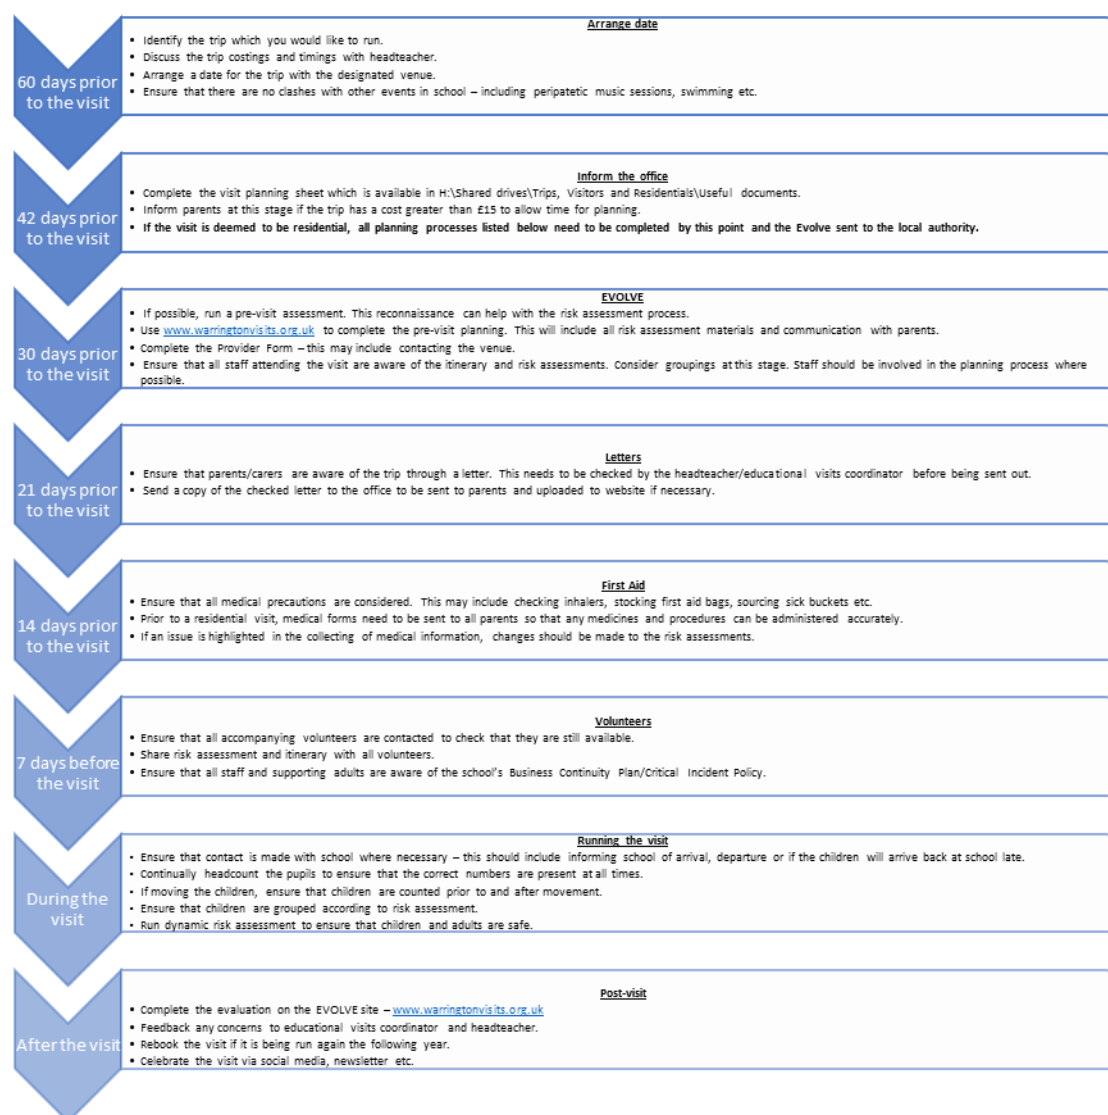 Arrange date
60 days prior
to the visit
• Identify the trip which you would like to run.
• Discuss the trip costings and timings with headteacher.
• Arrange a date for the trip with the designated venue.
• Ensure that there are no clashes with other events in school – including peripatetic music sessions, swimming etc.
Inform the office
42 days prior
to the visit
• Complete the visit planning sheet which is available in H:\Shared drives\Trips, Visitors and Residentials\Useful documents.
• Inform parents at this stage if the trip has a cost greater than £15 to allow time for planning.
• If the visit is deemed to be residential, all planning processes listed below need to be completed by this point and the Evolve sent to the local authority.
EVOLVE
30 days prior
to the visit
• If possible, run a pre-visit assessment. This reconnaissance can help with the risk assessment process.
• Use www.warringtonvisits.org.uk to complete the pre-visit planning. This will include all risk assessment materials and communication with parents.
• Complete the Provider Form – this may include contacting the venue.
• Ensure that all staff attending the visit are aware of the itinerary and risk assessments. Consider groupings at this stage. Staff should be involved in the planning process where
possible.
Letters
21 days prior
to the visit
• Ensure that parents/carers are aware of the trip through a letter. This needs to be checked by the headteacher/educational visits coordinator before being sent out.
• Send a copy of the checked letter to the office to be sent to parents and uploaded to website if necessary.
First Aid
14 days prior
to the visit
• Ensure that all medical precautions are considered. This may include checking inhalers, stocking first aid bags, sourcing sick buckets etc.
• Prior to a residential visit, medical forms need to be sent to all parents so that any medicines and procedures can be administered accurately.
• If an issue is highlighted in the collecting of medical information, changes should be made to the risk assessments.
Volunteers
7 days before
the visit
• Ensure that all accompanying volunteers are contacted to check that they are still available.
• Share risk assessment and itinerary with all volunteers.
• Ensure that all staff and supporting adults are aware of the school's Business Continuity Plan/Critical Incident Policy.
Running the visit
During the
visit
• Ensure that contact is made with school where necessary – this should include informing school of arrival, departure or if the children will arrive back at school late.
• Continually headcount the pupils to ensure that the correct numbers are present at all times.
• If moving the children, ensure that children are counted prior to and after movement.
• Ensure that children are grouped according to risk assessment.
• Run dynamic risk assessment to ensure that children and adults are safe.
Post-visit
After the visit
• Complete the evaluation on the EVOLVE site – www.warringtonvisits.org.uk
• Feedback any concerns to educational visits coordinator and headteacher.
• Rebook the visit if it is being run again the following year.
• Celebrate the visit via social media, newsletter etc.